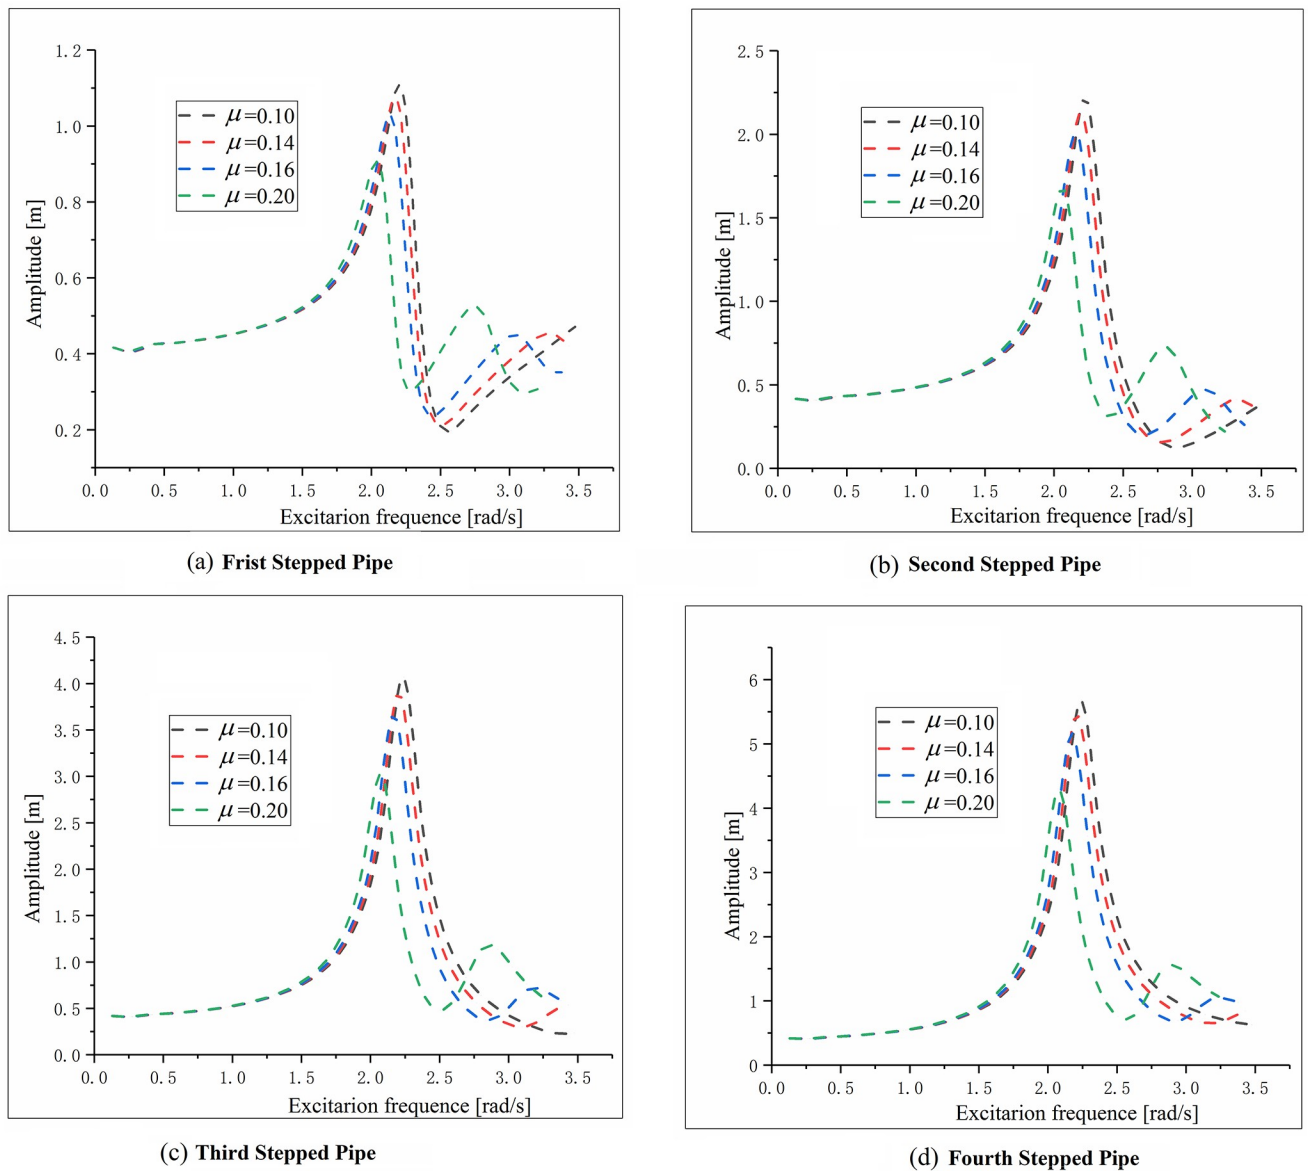 1.2
1.0
0.8
0.6
0.4
0.2
Amplitude [m]
μ=0.10
μ=0.14
μ=0.16
μ=0.20
0.0 0.5 1.0 1.5 2.0 2.5 3.0 3.5
Excitarion frequence [rad/s]
(a) Frist Stepped Pipe
2.5
2.0
1.5
1.0
0.5
0.0
Amplitude [m]
μ=0.10
μ=0.14
μ=0.16
μ=0.20
0.0 0.5 1.0 1.5 2.0 2.5 3.0 3.5
Excitarion frequence [rad/s]
(b) Second Stepped Pipe
4.5
4.0
3.5
3.0
2.5
2.0
1.5
1.0
0.5
0.0
Amplitude [m]
μ=0.10
μ=0.14
μ=0.16
μ=0.20
0.0 0.5 1.0 1.5 2.0 2.5 3.0 3.5
Excitarion frequence [rad/s]
(c) Third Stepped Pipe
6
5
4
3
2
1
0
Amplitude [m]
μ=0.10
μ=0.14
μ=0.16
μ=0.20
0.0 0.5 1.0 1.5 2.0 2.5 3.0 3.5
Excitarion frequence [rad/s]
(d) Fourth Stepped Pipe